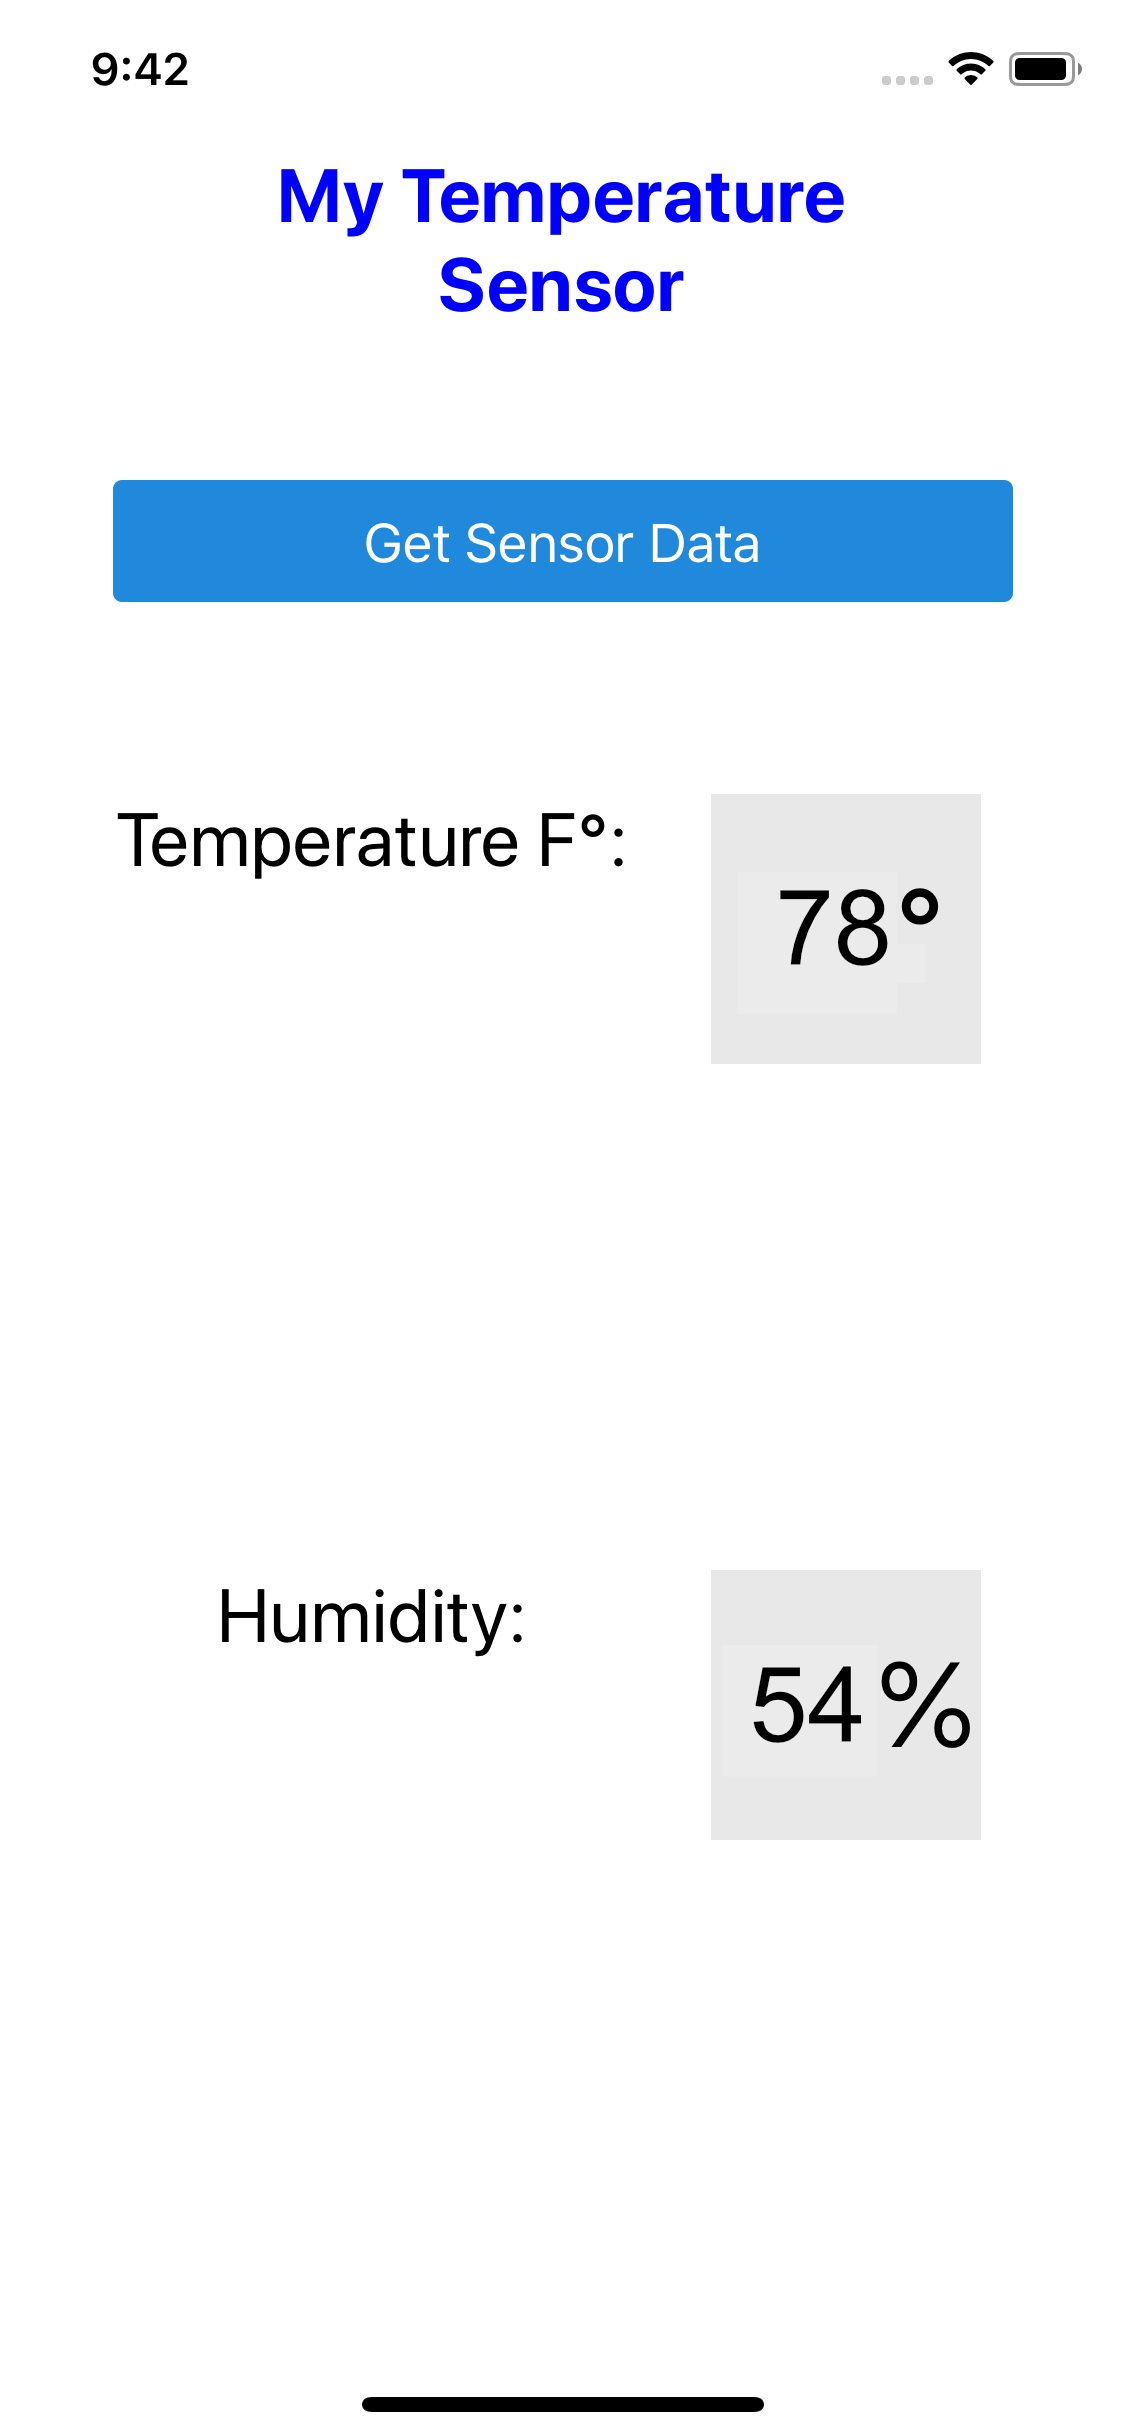 9:42
My Temperature
Sensor
Get Sensor Data
Temperature F°:
78°
Humidity:
54%